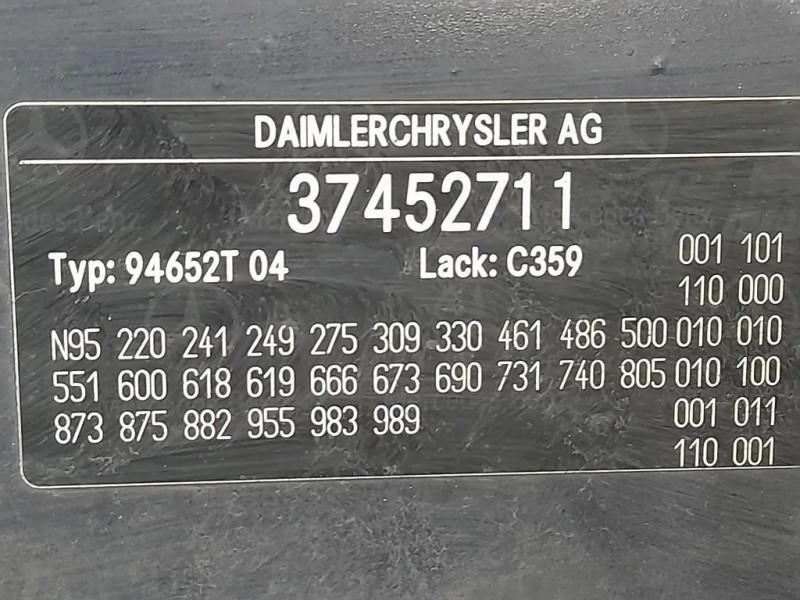 DAIMLERCHRYSLER AG
37452711
Typ: 94652T 04 Lack: C359 001 101
110 000
N95 220 241 249 275 309 330 461 486 500 010 010
551 600 618 619 666 673 690 731 740 805 010 100
873 875 882 955 983 989 001 011
110 001